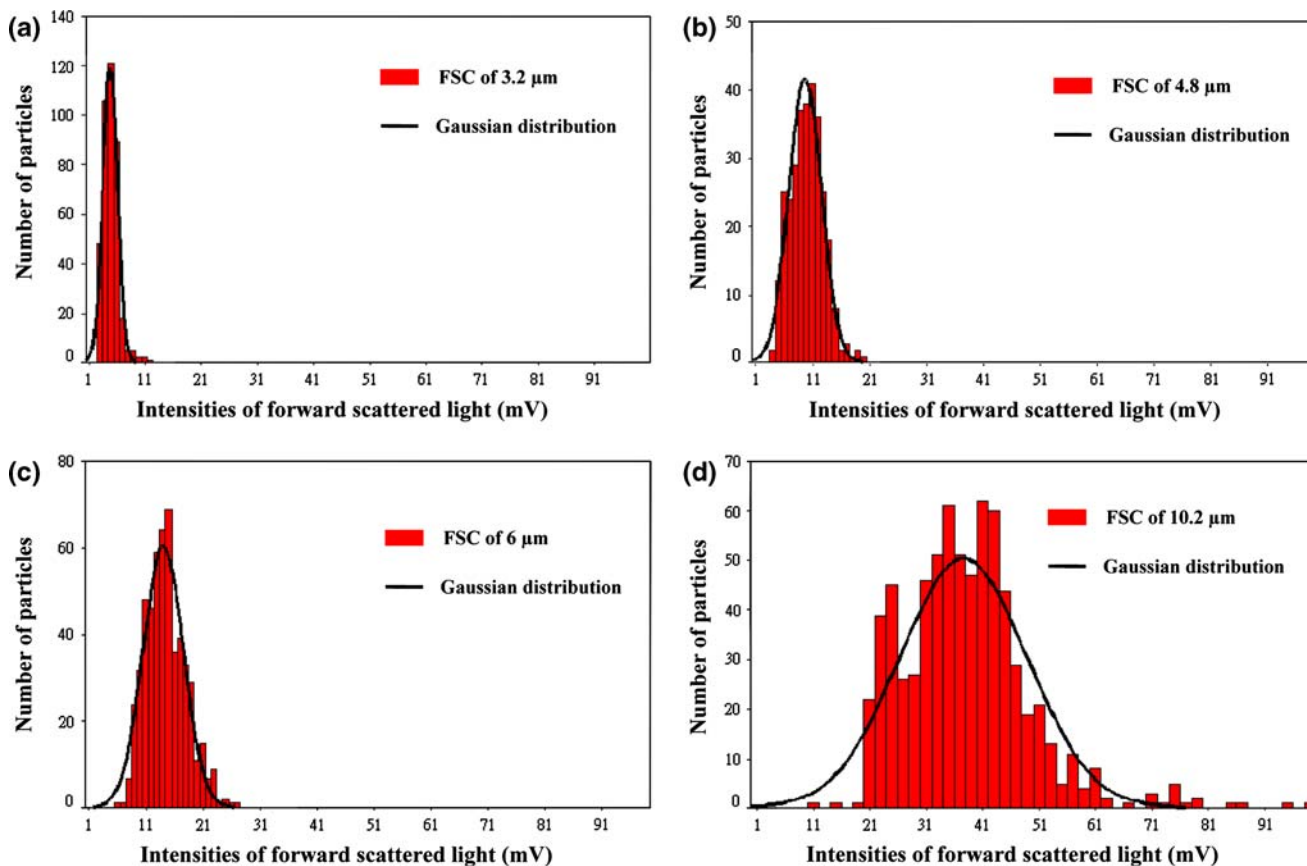 (a)
140
120
100
80
60
40
20
0
Number of particles
FSC of 3.2 μm
Gaussian distribution
1 11 21 31 41 51 61 71 81 91
Intensities of forward scattered light (mV)
(b)
50
40
30
20
10
0
Number of particles
FSC of 4.8 μm
Gaussian distribution
1 11 21 31 41 51 61 71 81 91
Intensities of forward scattered light (mV)
(c)
80
60
40
20
0
Number of particles
FSC of 6 μm
Gaussian distribution
1 11 21 31 41 51 61 71 81 91
Intensities of forward scattered light (mV)
(d)
70
60
50
40
30
20
10
0
Number of particles
FSC of 10.2 μm
Gaussian distribution
1 11 21 31 41 51 61 71 81 91
Intensities of forward scattered light (mV)